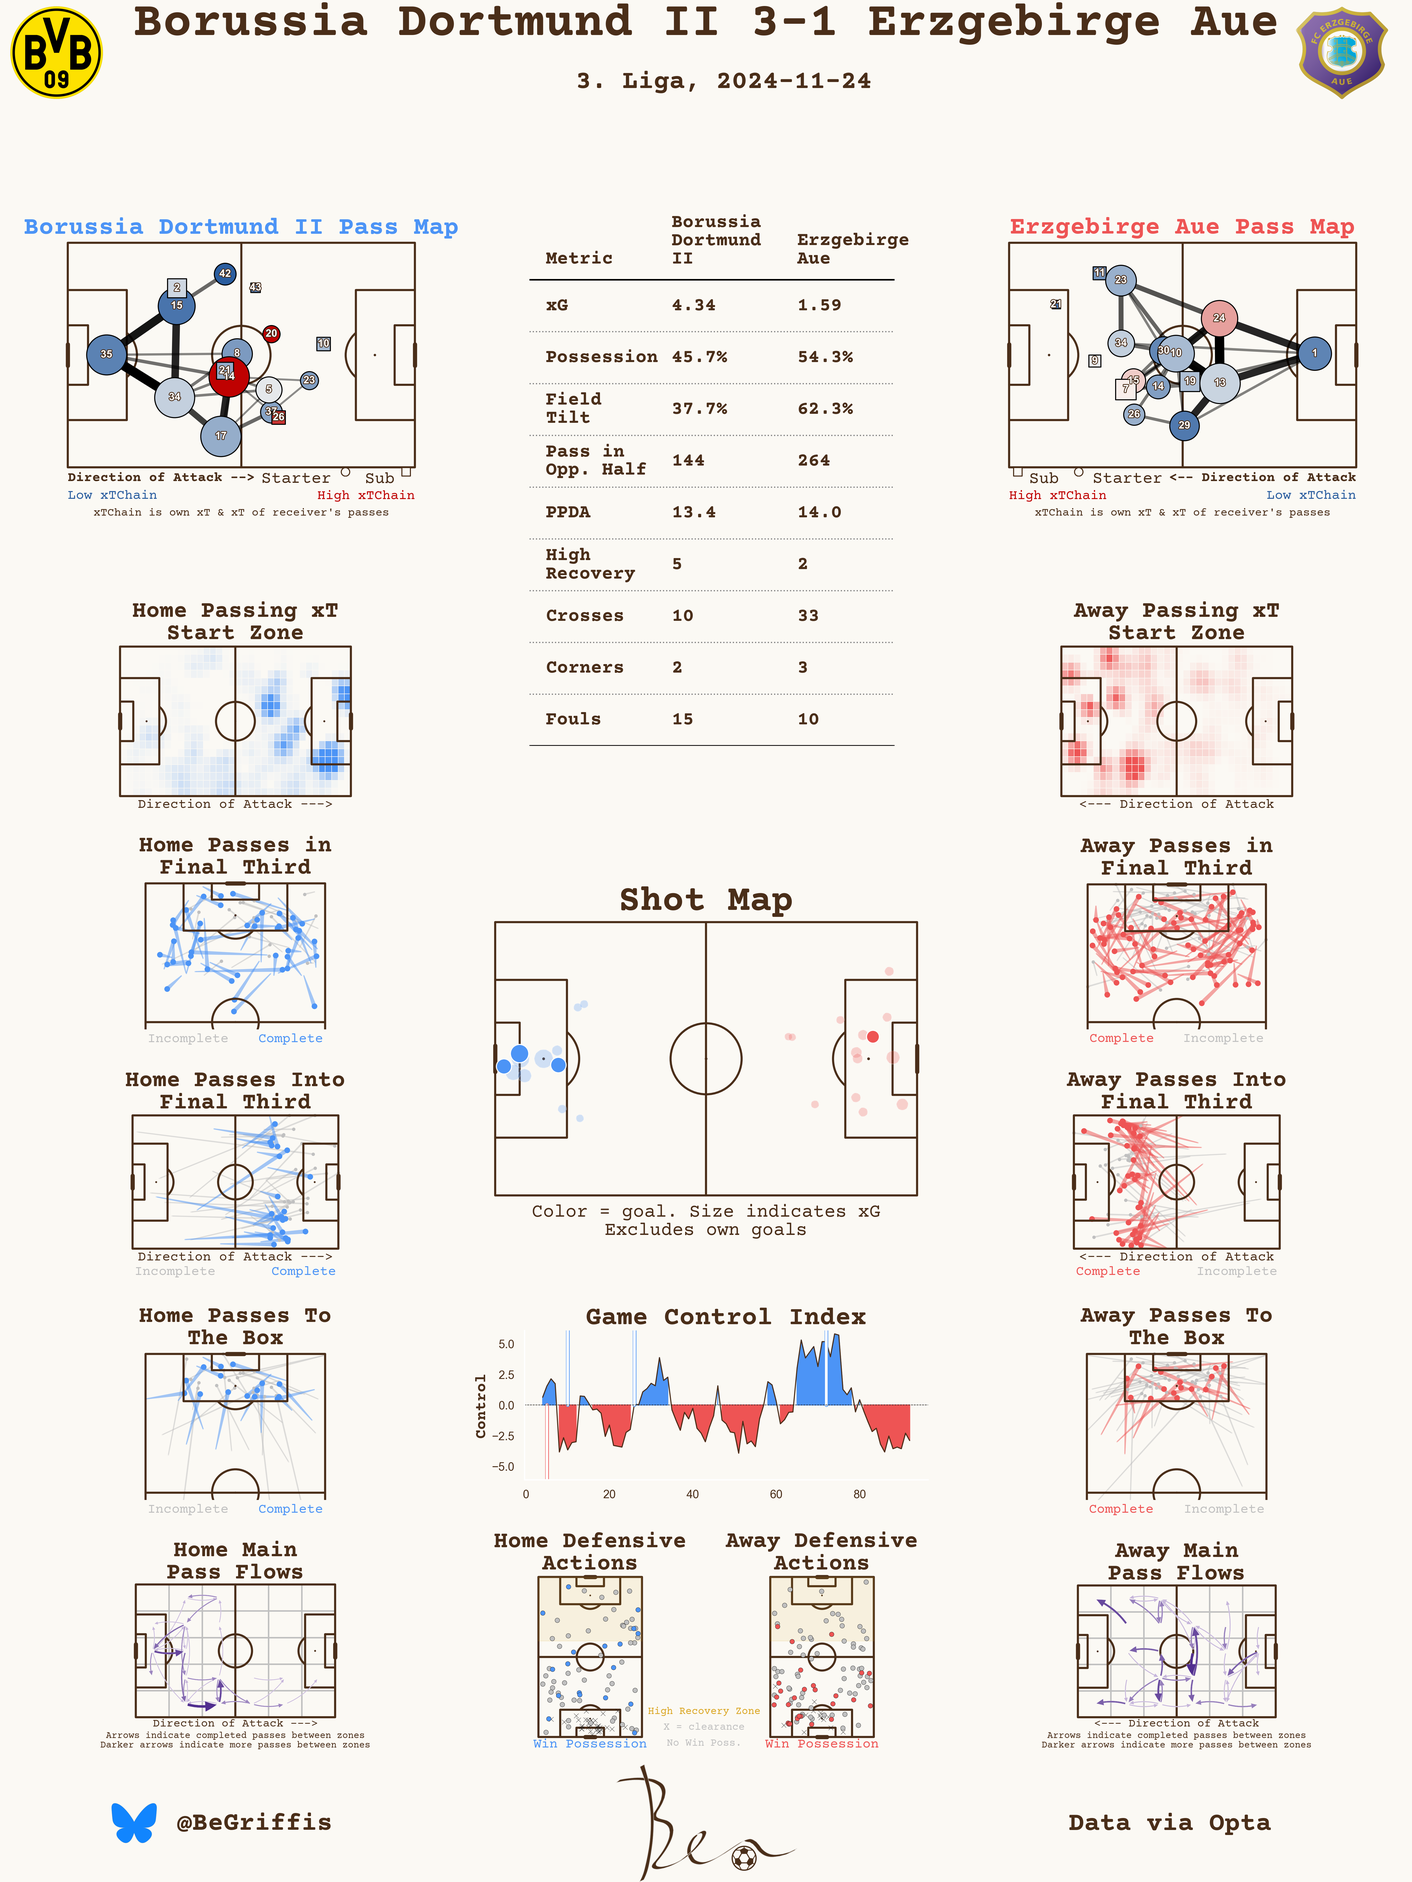 Borussia Dortmund II 3-1 Erzgebirge Aue
3. Liga, 2024-11-24
BVB
09
FC ERZGEBIRGE
AUE
Borussia Dortmund II Pass Map
42
2
43
15
20
10
35
8
21
14
23
5
34
37
26
17
Direction of Attack --> Starter Sub
Low xTChain High xTChain
xTChain is own xT & xT of receiver's passes
Metric Borussia Dortmund II Erzgebirge Aue
xG 4.34 1.59
Possession 45.7% 54.3%
Field Tilt 37.7% 62.3%
Pass in Opp. Half 144 264
PPDA 13.4 14.0
High Recovery 5 2
Crosses 10 33
Corners 2 3
Fouls 15 10
Erzgebirge Aue Pass Map
11
23
21
24
34
30
10
1
9
15
7
14
19
13
26
29
Sub Starter <-- Direction of Attack
High xTChain Low xTChain
xTChain is own xT & xT of receiver's passes
Home Passing xT
Start Zone
Direction of Attack --->
Away Passing xT
Start Zone
<--- Direction of Attack
Home Passes in
Final Third
Incomplete Complete
Away Passes in
Final Third
Complete Incomplete
Shot Map
Color = goal. Size indicates xG
Excludes own goals
Home Passes Into
Final Third
Direction of Attack --->
Incomplete Complete
Away Passes Into
Final Third
<--- Direction of Attack
Complete Incomplete
Home Passes To
The Box
Incomplete Complete
Game Control Index
Control
5.0
2.5
0.0
−2.5
−5.0
0 20 40 60 80
Away Passes To
The Box
Complete Incomplete
Home Main
Pass Flows
Direction of Attack --->
Arrows indicate completed passes between zones
Darker arrows indicate more passes between zones
Home Defensive
Actions
Win Possession
Away Defensive
Actions
Win Possession
High Recovery Zone
X = clearance
No Win Poss.
Away Main
Pass Flows
<--- Direction of Attack
Arrows indicate completed passes between zones
Darker arrows indicate more passes between zones
@BeGriffis
Ben
Data via Opta